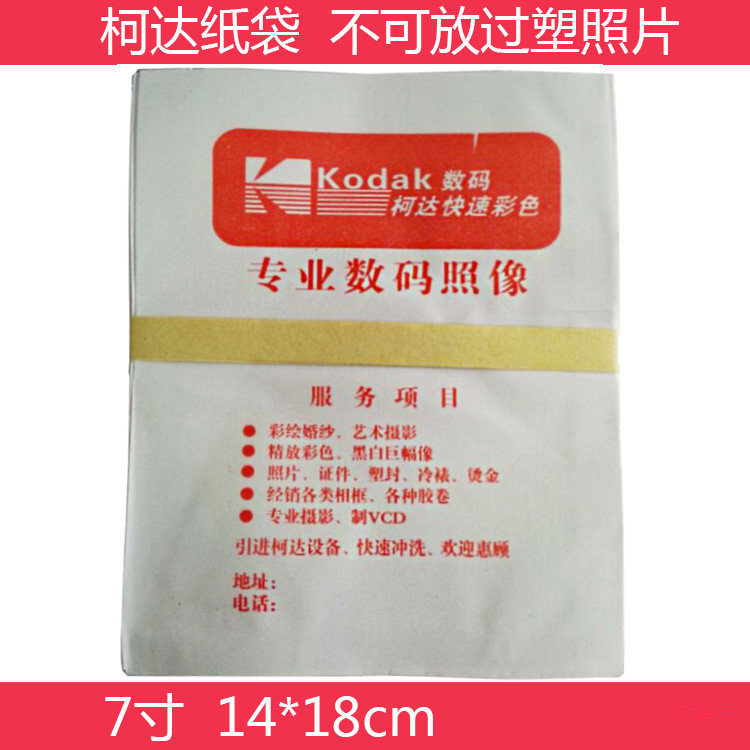 柯达纸袋 不可放过塑照片
Kodak 数码
柯达快速彩色
专业数码照像
服务项目
● 彩绘婚纱、艺术摄影
● 精放彩色、黑白巨幅像
● 照片、证件、塑封、冷裱、烫金
● 经销各类相框、各种胶卷
● 专业摄影、制VCD
引进柯达设备、快速冲洗、欢迎惠顾
地址：
电话：
7寸 14*18cm